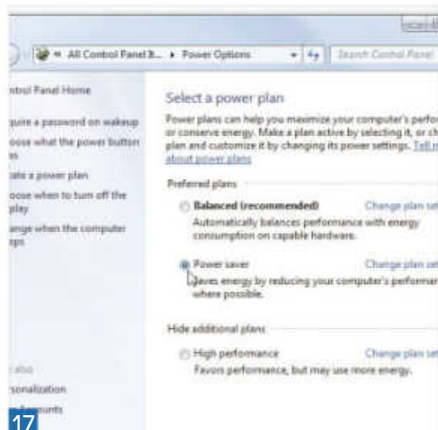 All Control Panel It... Power Options
Search Control Panel
ntrol Panel Home
quire a password on wakeup
oose what the power button
es
ate a power plan
oose when to turn off the
play
ange when the computer
eps
also
sonalization
ounts
17
Select a power plan
Power plans can help you maximize your computer's perfo
or conserve energy. Make a plan active by selecting it, or ch
plan and customize it by changing its power settings. Tell m
about power plans
Preferred plans
Balanced (recommended) Change plan set
Automatically balances performance with energy
consumption on capable hardware.
Power saver Change plan set
Saves energy by reducing your computer's performan
where possible.
Hide additional plans
High performance Change plan set
Favors performance, but may use more energy.